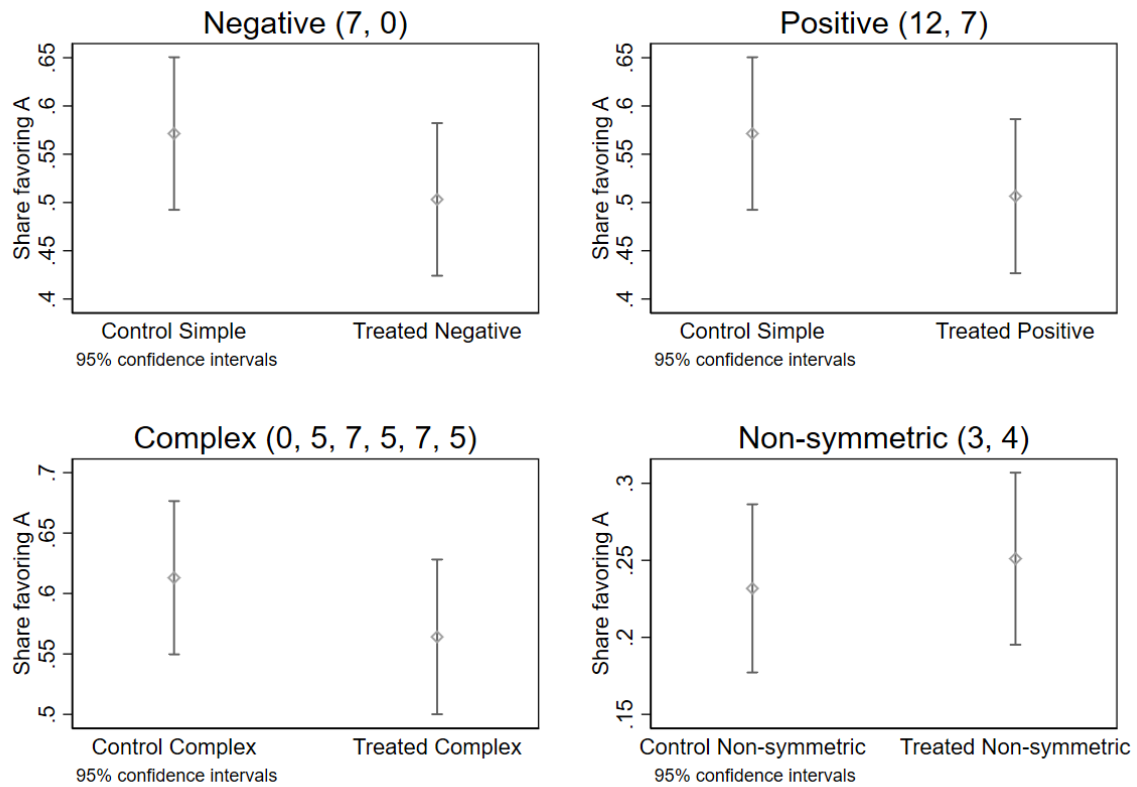 Negative (7, 0)
Share favoring A
.65
.6
.55
.5
.45
.4
Control Simple
Treated Negative
95% confidence intervals
Positive (12, 7)
Share favoring A
.65
.6
.55
.5
.45
.4
Control Simple
Treated Positive
95% confidence intervals
Complex (0, 5, 7, 5, 7, 5)
Share favoring A
.7
.65
.6
.55
.5
Control Complex
Treated Complex
95% confidence intervals
Non-symmetric (3, 4)
Share favoring A
.3
.25
.2
.15
Control Non-symmetric
Treated Non-symmetric
95% confidence intervals